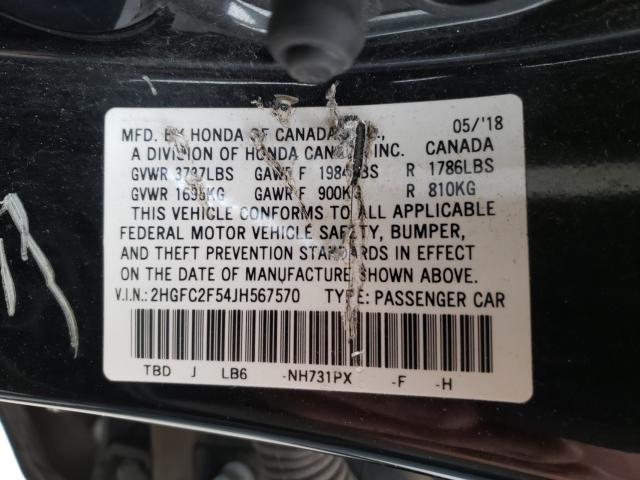 MFD. BY HONDA OF CANADA 05/'18
A DIVISION OF HONDA INC. CANADA
GVWR 3737LBS GAWR F R 1786LBS
GVWR 1695KG GAWR F 900KG R 810KG
THIS VEHICLE CONFORMS TO ALL APPLICABLE
FEDERAL MOTOR VEHICLE SAFETY, BUMPER,
AND THEFT PREVENTION STANDARDS IN EFFECT
ON THE DATE OF MANUFACTURE SHOWN ABOVE.
V.I.N.: 2HGFC2F54JH567570 TYPE: PASSENGER CAR
TBD J LB6 -NH731PX -F -H